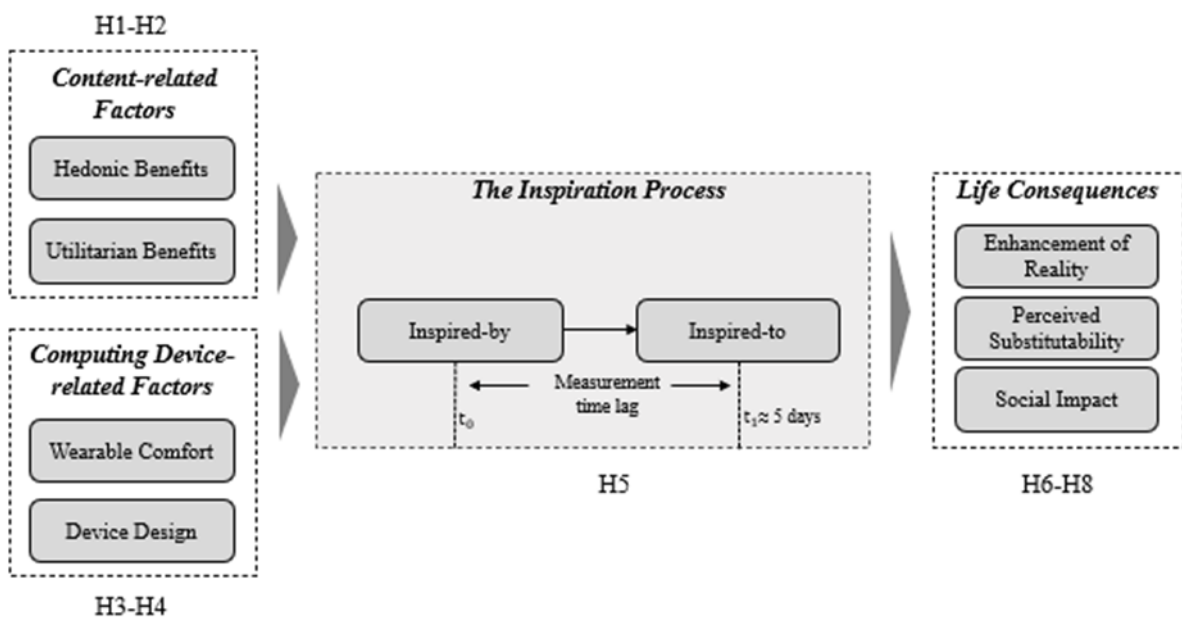 H1-H2
Content-related
Factors
Hedonic Benefits
Utilitarian Benefits
Computing Device-
related Factors
Wearable Comfort
Device Design
H3-H4
The Inspiration Process
Inspired-by
Inspired-to
Measurement
time lag
t₀
t₁≈ 5 days
H5
Life Consequences
Enhancement of
Reality
Perceived
Substitutability
Social Impact
H6-H8